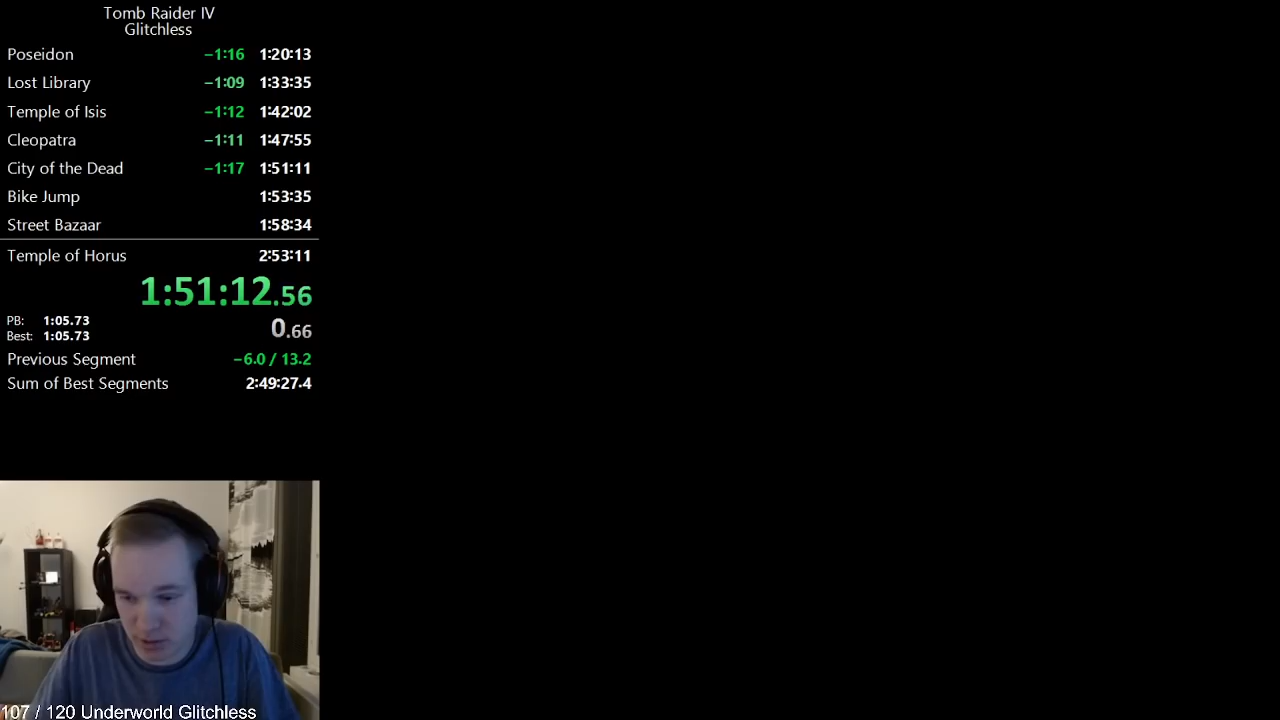 Tomb Raider IV
Glitchless
Poseidon −1:16 1:20:13
Lost Library −1:09 1:33:35
Temple of Isis −1:12 1:42:02
Cleopatra −1:11 1:47:55
City of the Dead −1:17 1:51:11
Bike Jump 1:53:35
Street Bazaar 1:58:34
Temple of Horus 2:53:11
1:51:12.56
PB: 1:05.73 0.66
Best: 1:05.73
Previous Segment −6.0 / 13.2
Sum of Best Segments 2:49:27.4
107 / 120 Underworld Glitchless